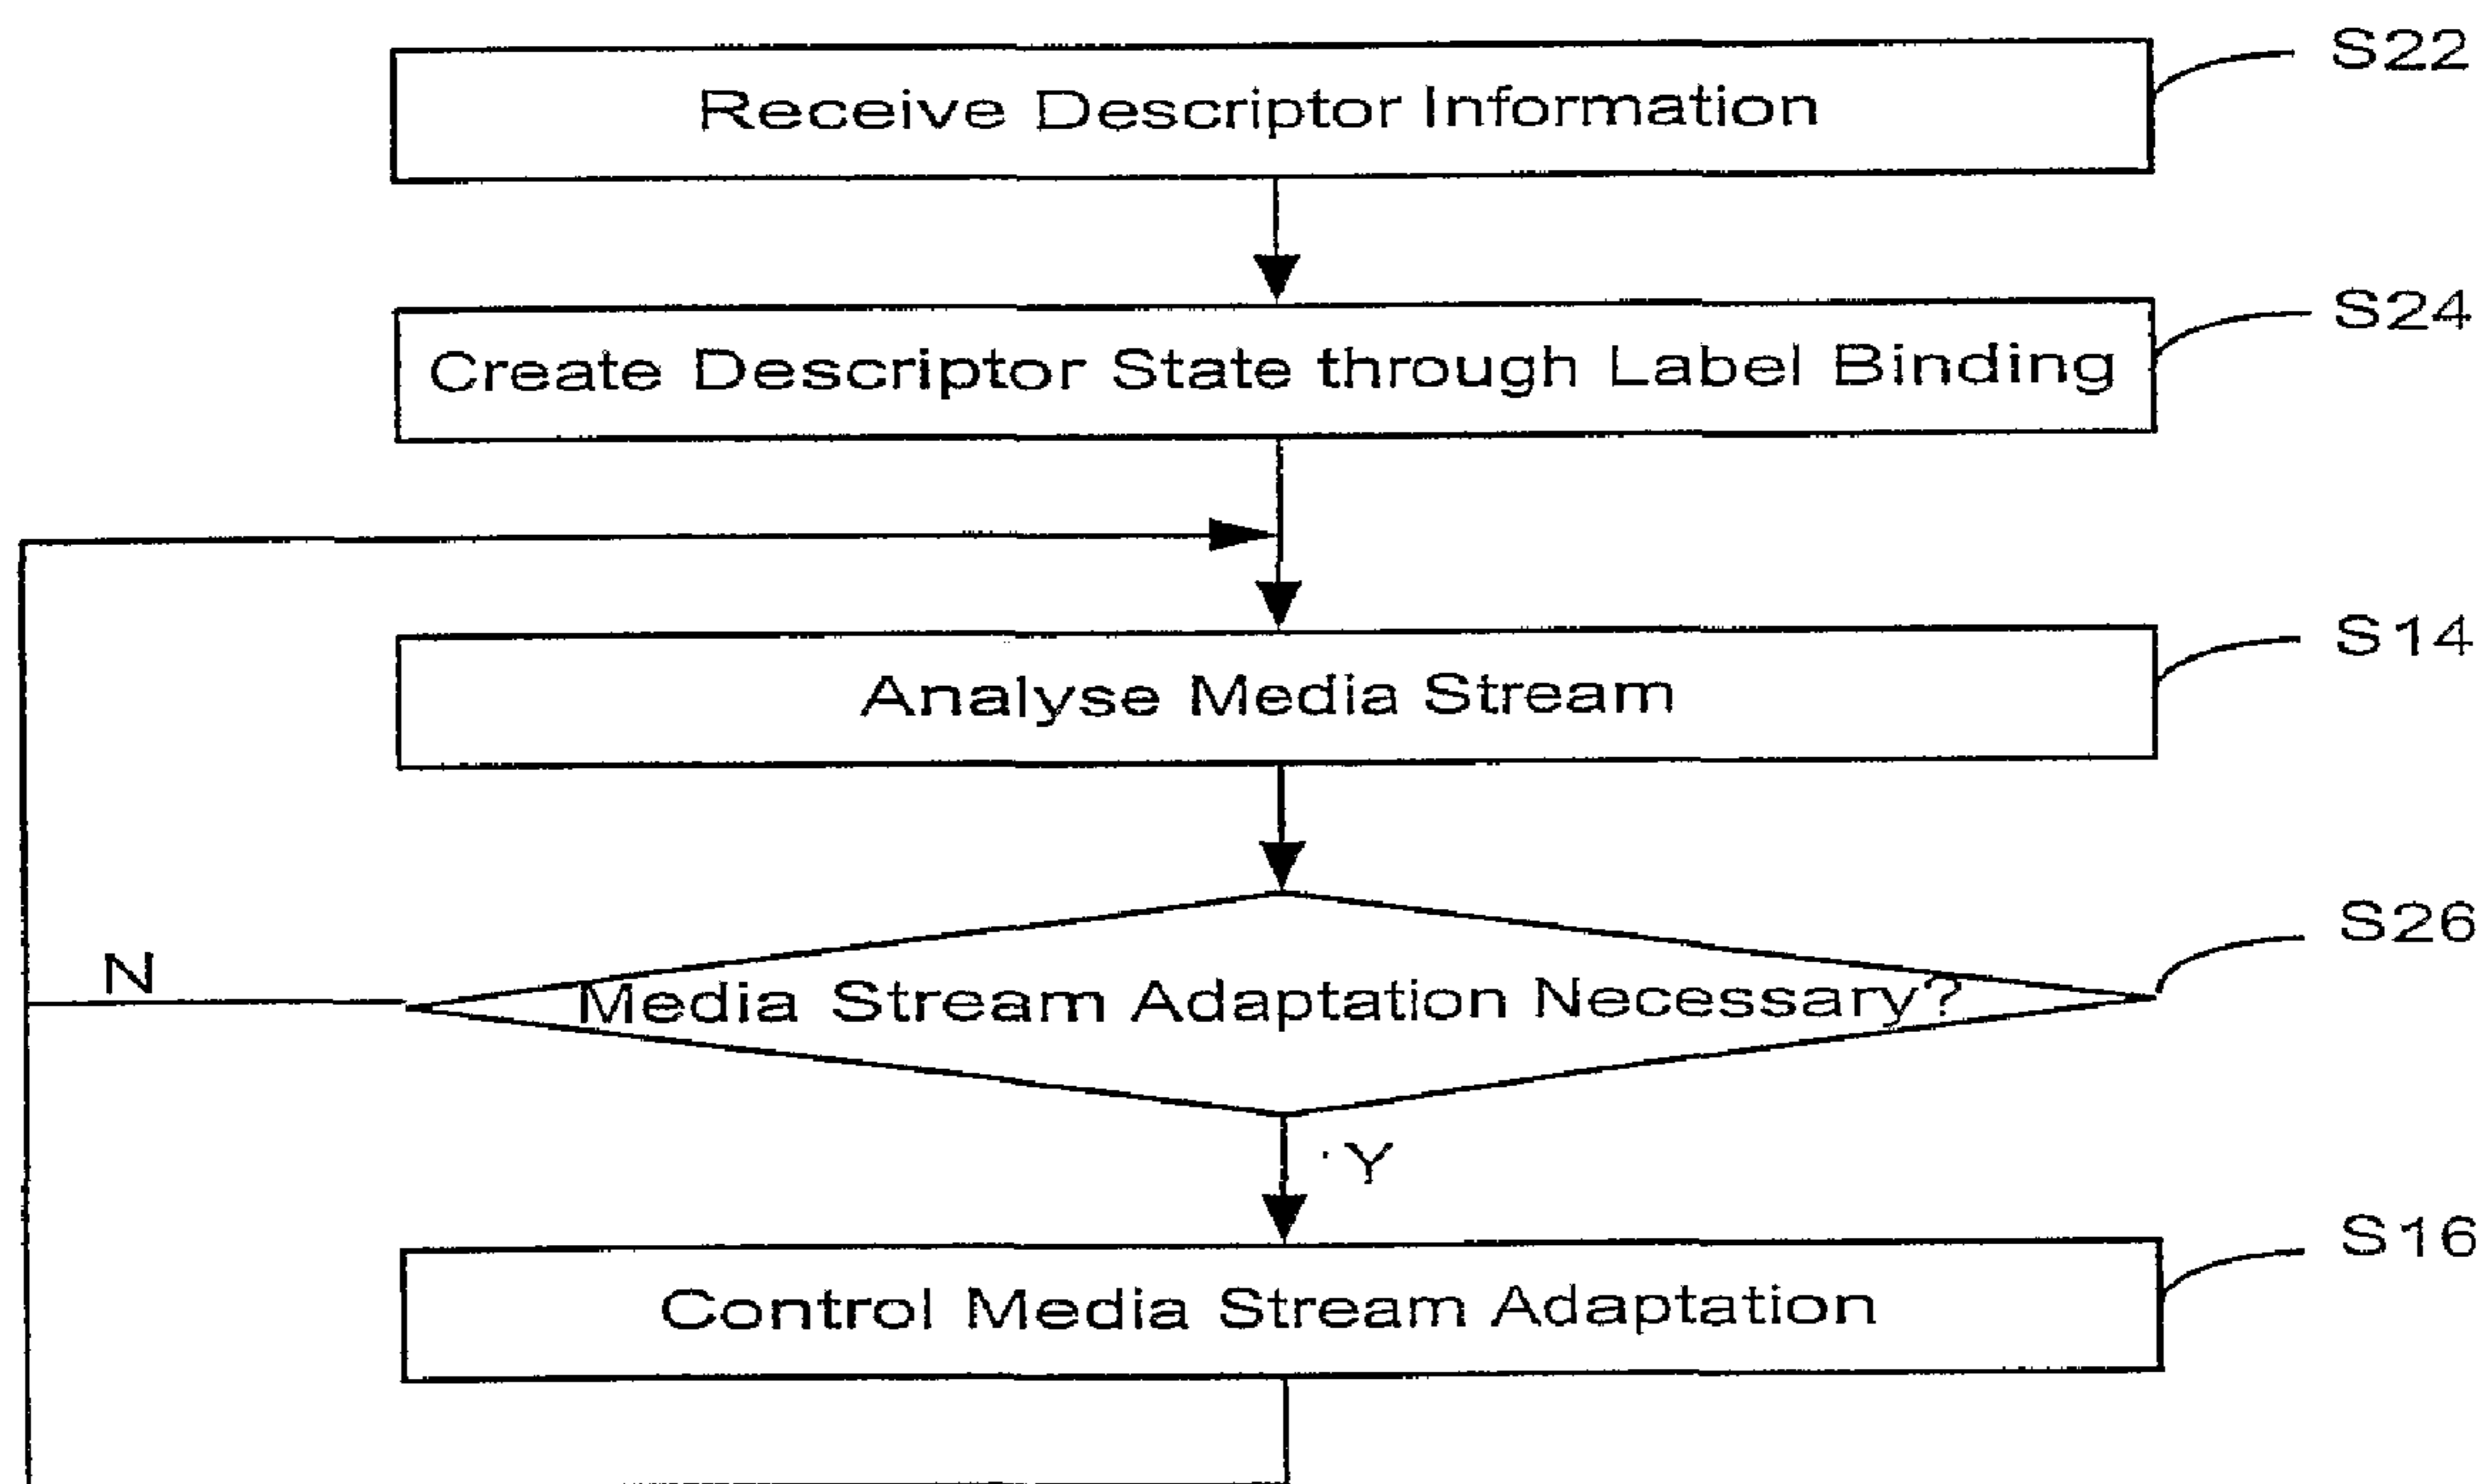 Receive Descriptor Information S22
Create Descriptor State through Label Binding S24
Analyse Media Stream S14
Media Stream Adaptation Necessary? S26
N
Y
Control Media Stream Adaptation S16